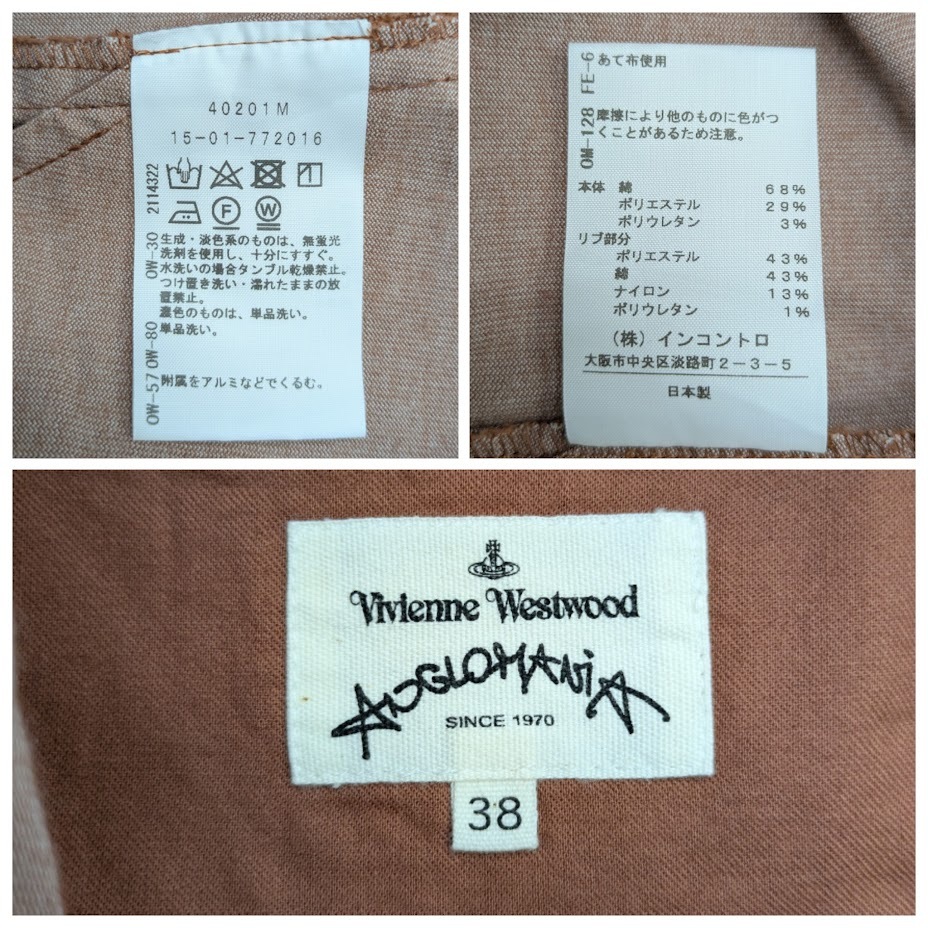 40201M
15-01-772016
2114322
F
W
OW-30
生成・淡色系のものは、無蛍光
洗剤を使用し、十分にすすぐ。
水洗いの場合タンブル乾燥禁止。
つけ置き洗い・濡れたままの放
置禁止。
濃色のものは、単品洗い。
OW-80
単品洗い。
OW-57
附属をアルミなどでくるむ。
FE-6
あて布使用
OM-128
摩擦により他のものに色がつ
くことがあるため注意。
本体 綿 68%
ポリエステル 29%
ポリウレタン 3%
リブ部分
ポリエステル 43%
綿 43%
ナイロン 13%
ポリウレタン 1%
(株)インコントロ
大阪市中央区淡路町2-3-5
日本製
Vivienne Westwood
ANGLOMANiA
SINCE 1970
38